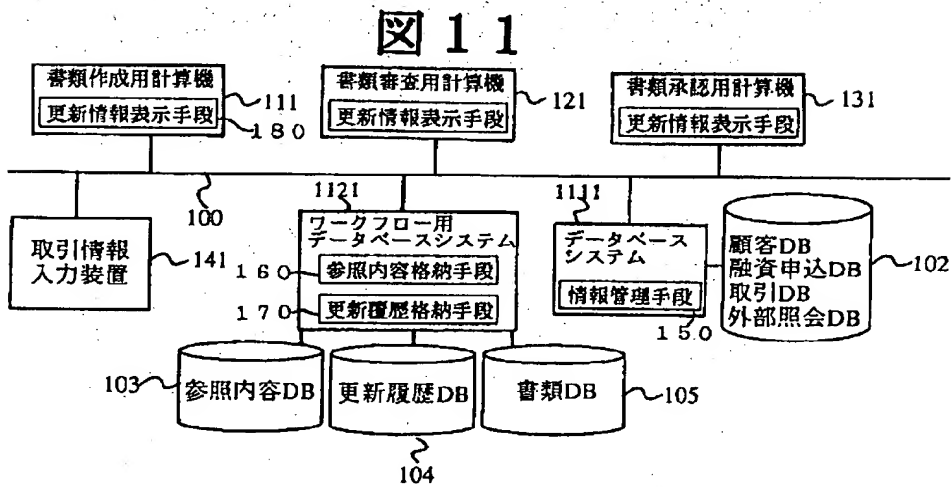 図11
書類作成用計算機
更新情報表示手段
111
180
書類審査用計算機
更新情報表示手段
121
書類承認用計算機
更新情報表示手段
131
100
取引情報
入力装置
141
1121
ワークフロー用
データベースシステム
160
参照内容格納手段
170
更新履歴格納手段
1111
データベース
システム
情報管理手段
150
顧客DB
融資申込DB
取引DB
外部照会DB
102
103
参照内容DB
更新履歴DB
104
書類DB
105